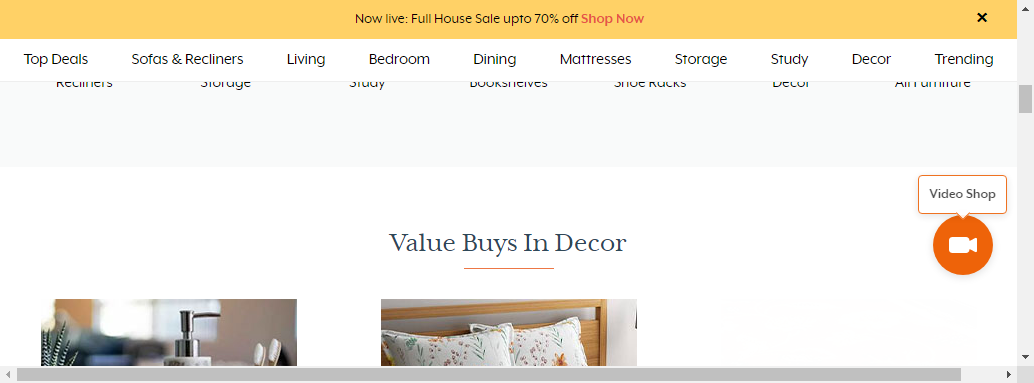 Now live: Full House Sale upto 70% off Shop Now ✕
Top Deals Sofas & Recliners Living Bedroom Dining Mattresses Storage Study Decor Trending
Recliners Storage Study Bookshelves Shoe Racks Decor All Furniture
Video Shop
Value Buys In Decor